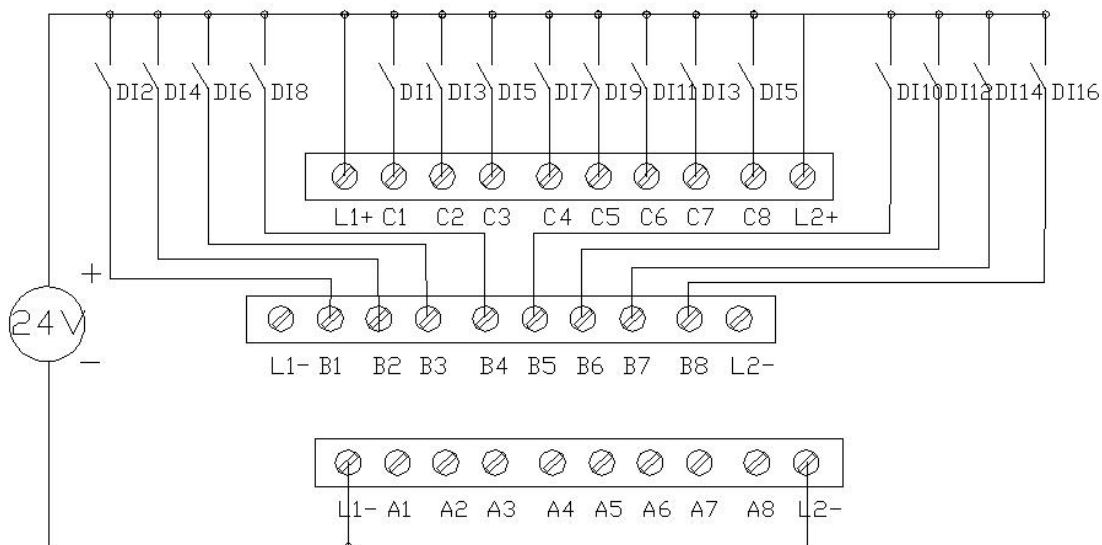 DI2 DI4 DI6 DI8 DI1 DI3 DI5 DI7 DI9 DI11 DI3 DI5 DI10 DI12 DI14 DI16
L1+ C1 C2 C3 C4 C5 C6 C7 C8 L2+
+
24V
-
L1- B1 B2 B3 B4 B5 B6 B7 B8 L2-
L1- A1 A2 A3 A4 A5 A6 A7 A8 L2-